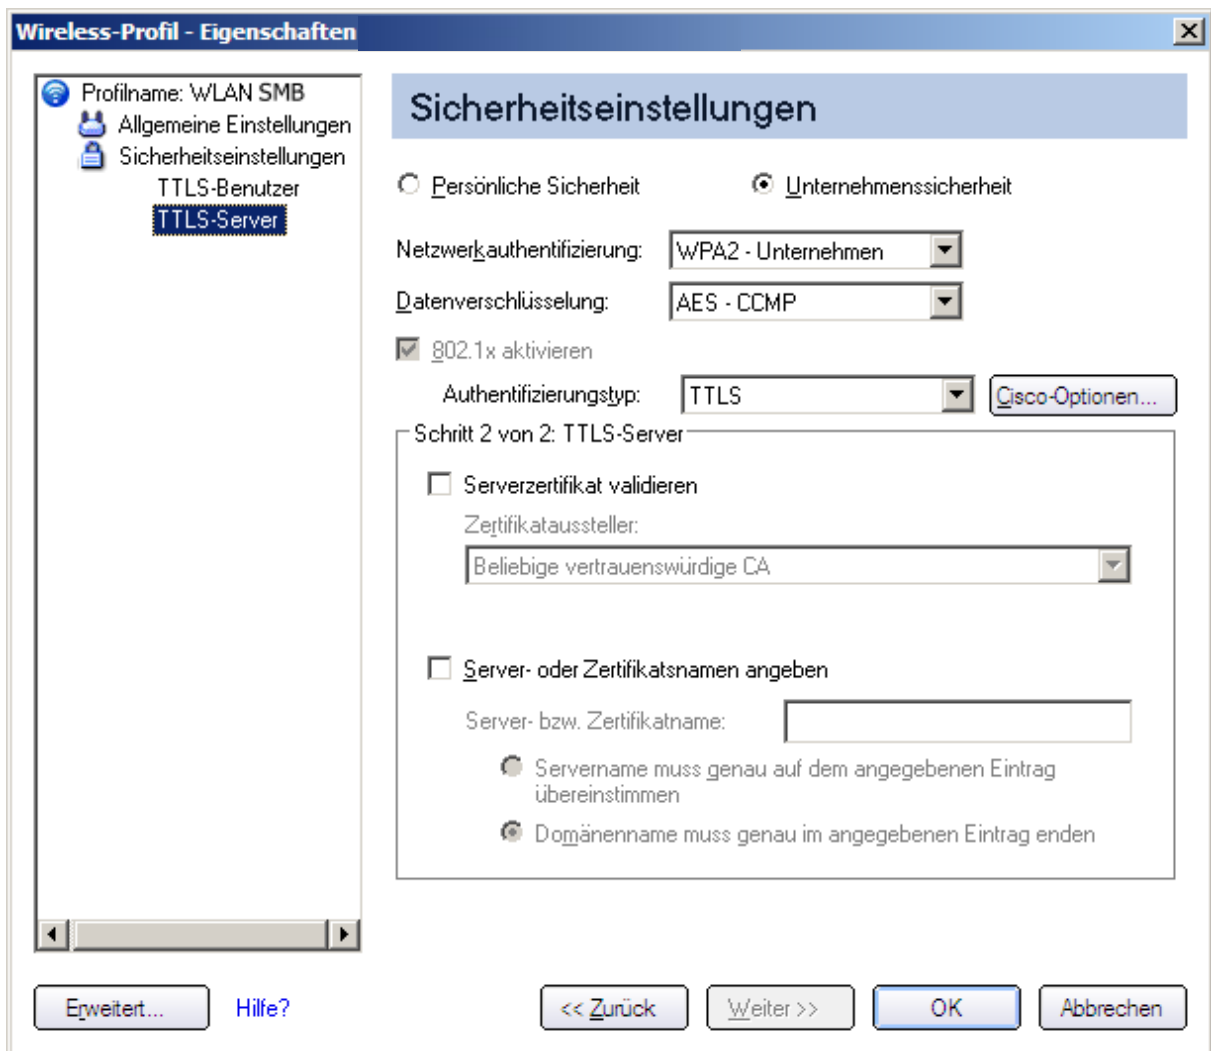 Wireless-Profil - Eigenschaften
Profilname: WLAN SMB
Allgemeine Einstellungen
Sicherheitseinstellungen
TTLS-Benutzer
TTLS-Server
Sicherheitseinstellungen
Persönliche Sicherheit
Unternehmenssicherheit
Netzwerkauthentifizierung:
WPA2 - Unternehmen
Datenverschlüsselung:
AES - CCMP
802.1x aktivieren
Authentifizierungstyp:
TTLS
Cisco-Optionen...
Schritt 2 von 2: TTLS-Server
Serverzertifikat validieren
Zertifikataussteller:
Beliebige vertrauenswürdige CA
Server- oder Zertifikatsnamen angeben
Server- bzw. Zertifikatname:
Servername muss genau auf dem angegebenen Eintrag
übereinstimmen
Domänenname muss genau im angegebenen Eintrag enden
Erweitert...
Hilfe?
<< Zurück
Weiter >>
OK
Abbrechen